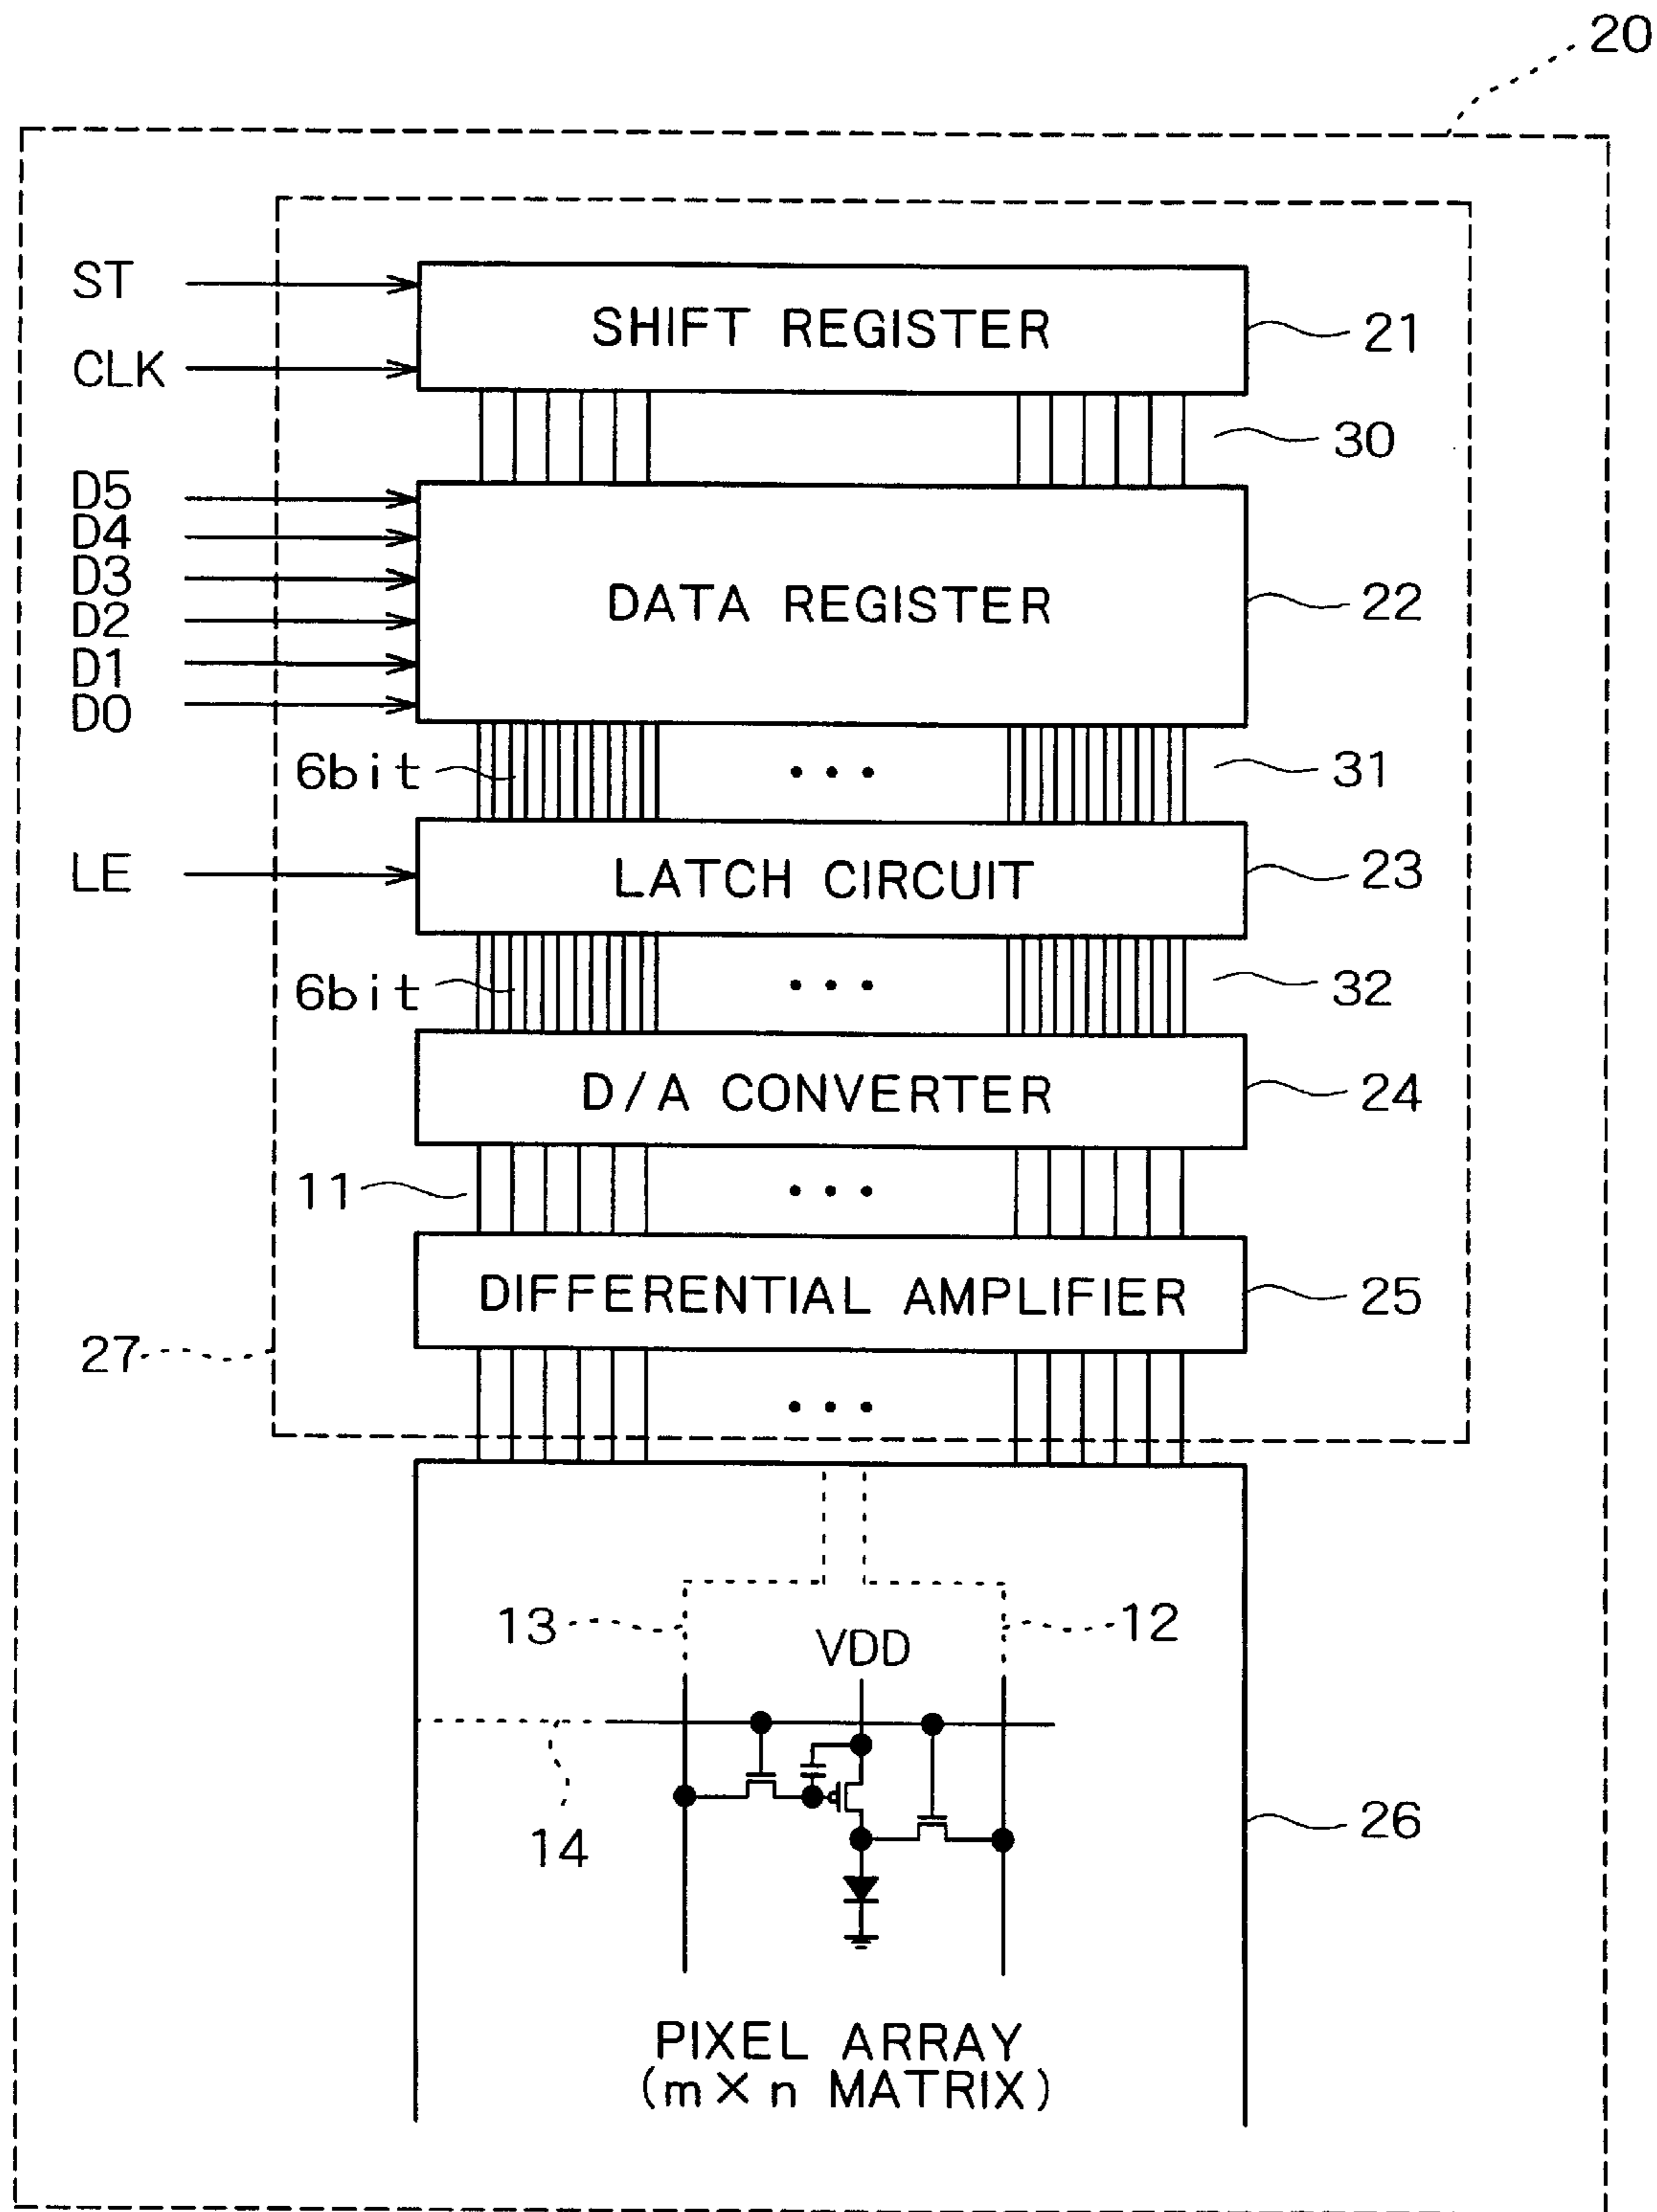 20
ST
SHIFT REGISTER
21
CLK
30
D5
D4
D3
DATA REGISTER
22
D2
D1
D0
6bit
31
LE
LATCH CIRCUIT
23
6bit
32
D/A CONVERTER
24
11
DIFFERENTIAL AMPLIFIER
25
27
13
VDD
12
14
26
PIXEL ARRAY
(m×n MATRIX)